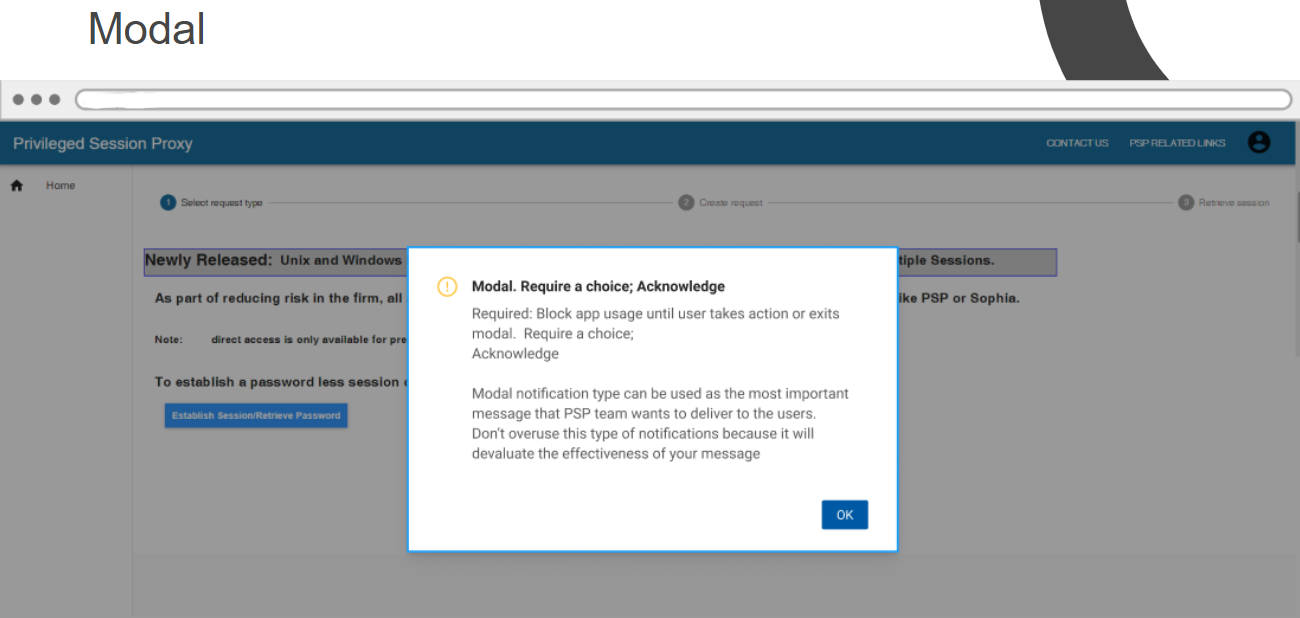 Modal
Privileged Session Proxy
CONTACT US
PSP RELATED LINKS
Home
1 Select request type
2 Create request
3 Retrieve session
Newly Released: Unix and Windows
tiple Sessions.
As part of reducing risk in the firm, all
ike PSP or Sophia.
Note: direct access is only available for pre
To establish a password less session
Establish Session/Retrieve Password
Modal. Require a choice; Acknowledge
Required: Block app usage until user takes action or exits
modal. Require a choice;
Acknowledge
Modal notification type can be used as the most important
message that PSP team wants to deliver to the users.
Don't overuse this type of notifications because it will
devaluate the effectiveness of your message
OK